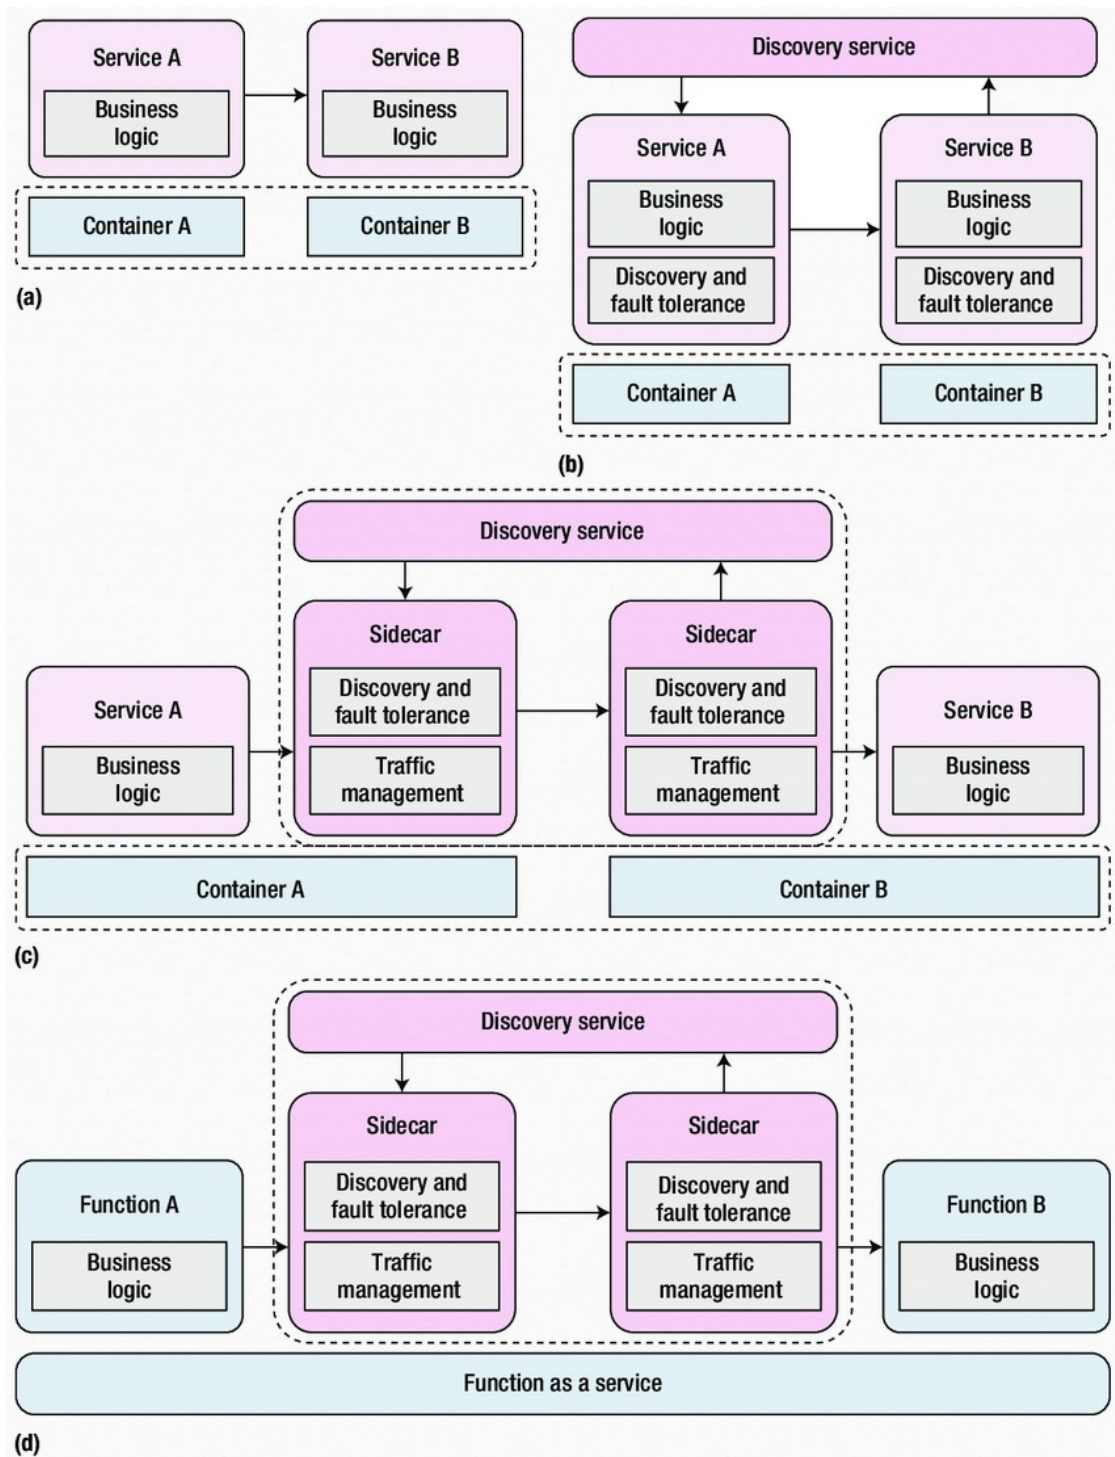 Service A
Business
logic
Service B
Business
logic
Container A
Container B
(a)
Discovery service
Service A
Business
logic
Discovery and
fault tolerance
Service B
Business
logic
Discovery and
fault tolerance
Container A
Container B
(b)
Discovery service
Service A
Business
logic
Sidecar
Discovery and
fault tolerance
Traffic
management
Sidecar
Discovery and
fault tolerance
Traffic
management
Service B
Business
logic
Container A
Container B
(c)
Discovery service
Function A
Business
logic
Sidecar
Discovery and
fault tolerance
Traffic
management
Sidecar
Discovery and
fault tolerance
Traffic
management
Function B
Business
logic
Function as a service
(d)